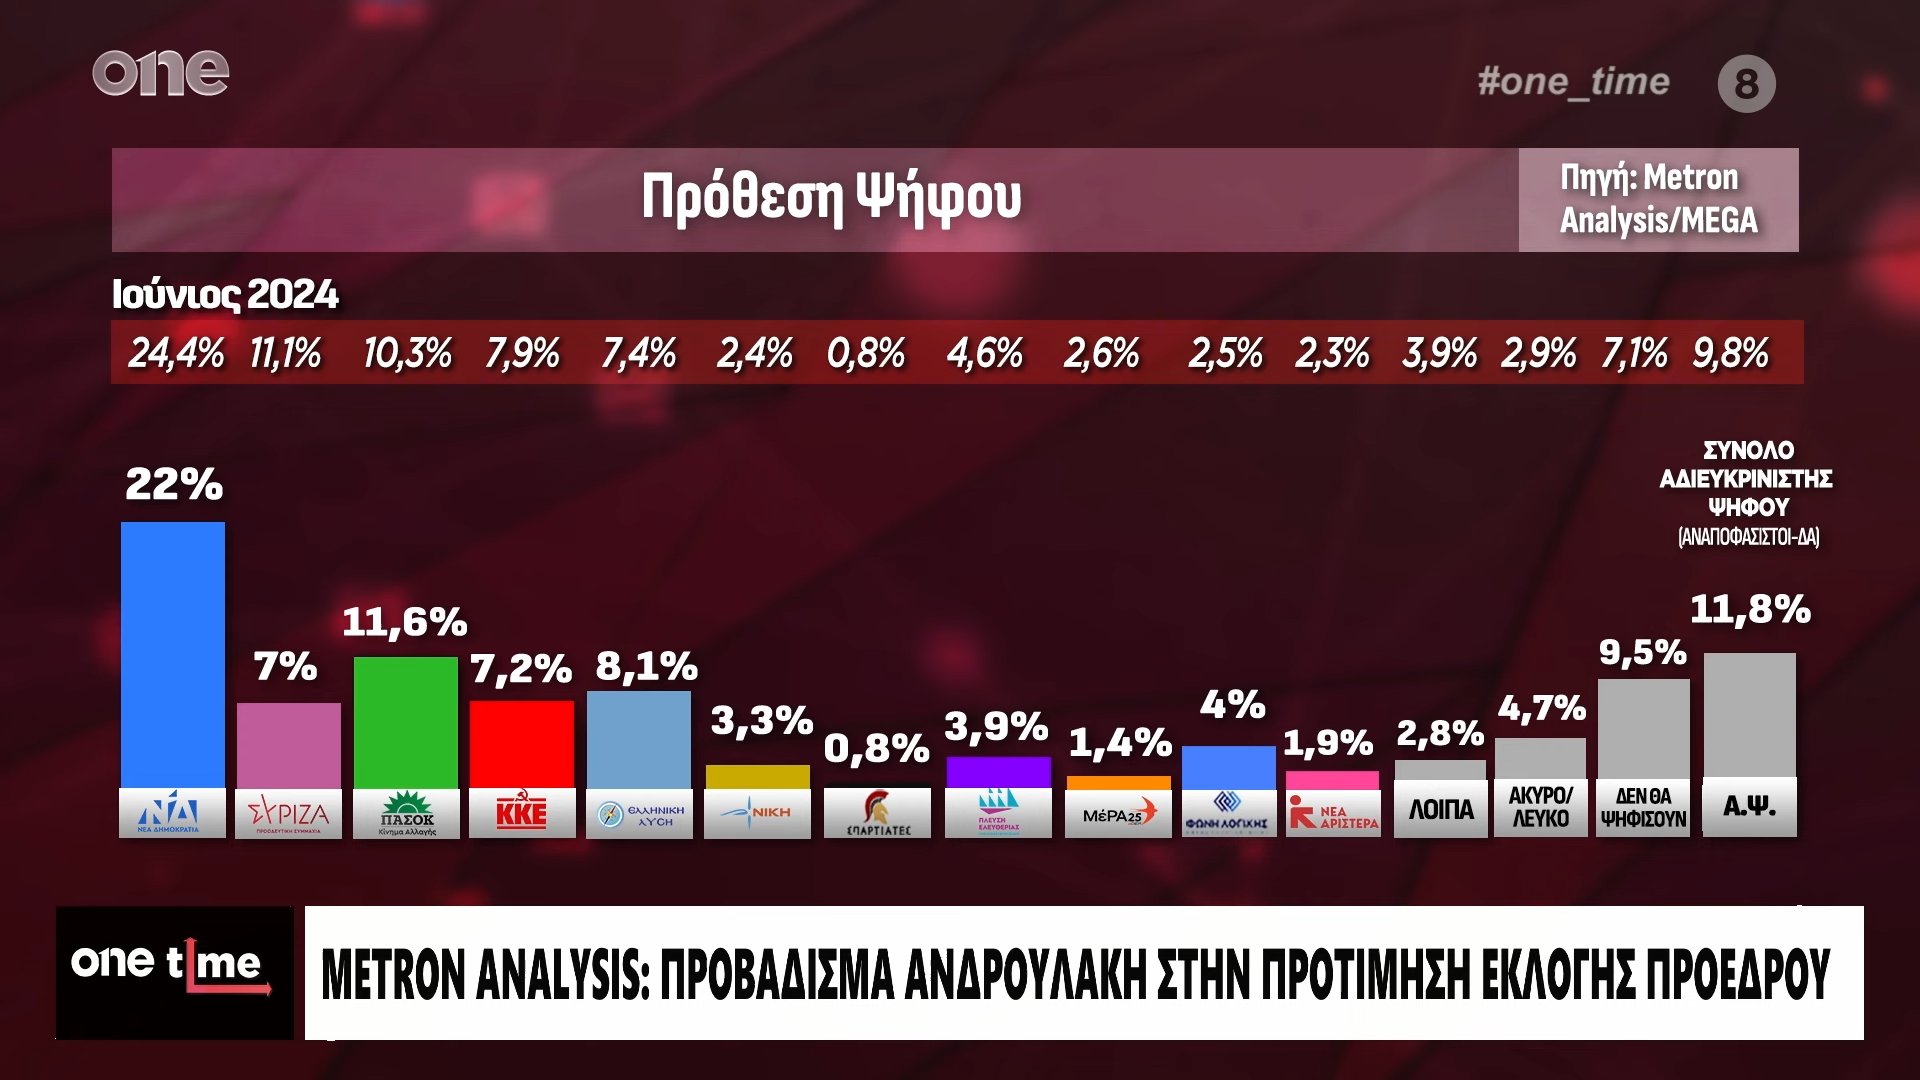 one
#one_time
8
Πρόθεση Ψήφου
Πηγή: Metron
Analysis/MEGA
Ιούνιος 2024
24,4% 11,1% 10,3% 7,9% 7,4% 2,4% 0,8% 4,6% 2,6% 2,5% 2,3% 3,9% 2,9% 7,1% 9,8%
ΣΥΝΟΛΟ
ΑΔΙΕΥΚΡΙΝΙΣΤΗΣ
ΨΗΦΟΥ
(ΑΝΑΠΟΦΑΣΙΣΤΟΙ-ΔΑ)
22% 7% 11,6% 7,2% 8,1% 3,3% 0,8% 3,9% 1,4% 4% 1,9% 2,8% 4,7% 9,5% 11,8%
ΝΔ
ΝΕΑ ΔΗΜΟΚΡΑΤΙΑ
ΣΥΡΙΖΑ
ΠΡΟΟΔΕΥΤΙΚΗ ΣΥΜΜΑΧΙΑ
ΠΑΣΟΚ
Κίνημα Αλλαγής
ΚΚΕ
ΕΛΛΗΝΙΚΗ
ΛΥΣΗ
ΝΙΚΗ
ΣΠΑΡΤΙΑΤΕΣ
ΠΛΕΥΣΗ
ΕΛΕΥΘΕΡΙΑΣ
ΜέΡΑ25
ΦΩΝΗ ΛΟΓΙΚΗΣ
ΝΕΑ
ΑΡΙΣΤΕΡΑ
ΛΟΙΠΑ
ΑΚΥΡΟ/
ΛΕΥΚΟ
ΔΕΝ ΘΑ
ΨΗΦΙΣΟΥΝ
Α.Ψ.
one time
METRON ANALYSIS: ΠΡΟΒΑΔΙΣΜΑ ΑΝΔΡΟΥΛΑΚΗ ΣΤΗΝ ΠΡΟΤΙΜΗΣΗ ΕΚΛΟΓΗΣ ΠΡΟΕΔΡΟΥ